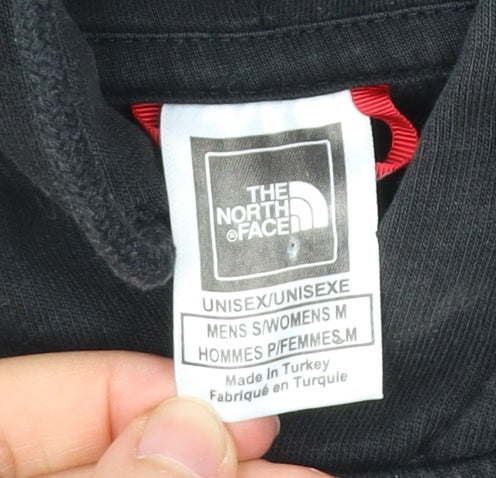 THE
NORTH
®FACE
UNISEX/UNISEXE
MENS S/WOMENS M
HOMMES P/FEMMES M
Made in Turkey
Fabriqué en Turquie